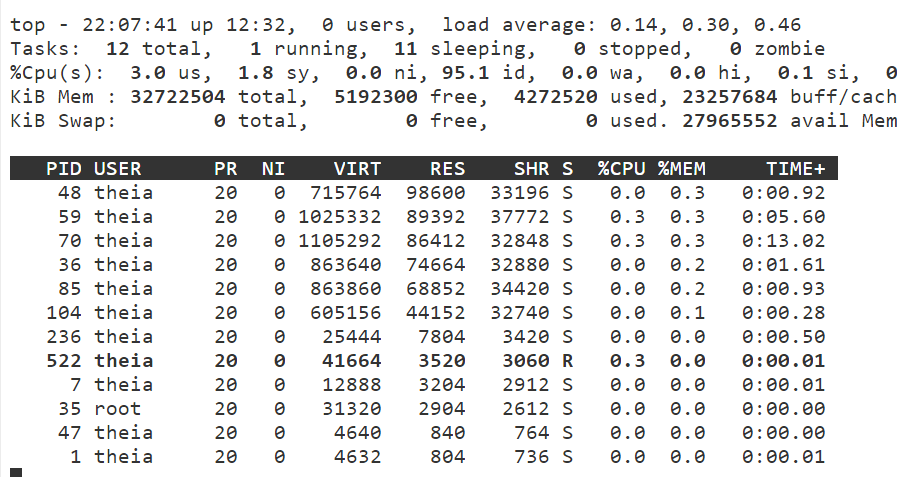 top - 22:07:41 up 12:32,  0 users,  load average: 0.14, 0.30, 0.46
Tasks:  12 total,   1 running,  11 sleeping,   0 stopped,   0 zombie
%Cpu(s):  3.0 us,  1.8 sy,  0.0 ni, 95.1 id,  0.0 wa,  0.0 hi,  0.1 si,  0
KiB Mem : 32722504 total,  5192300 free,  4272520 used, 23257684 buff/cach
KiB Swap:        0 total,        0 free,        0 used. 27965552 avail Mem
PID USER      PR  NI    VIRT    RES    SHR S  %CPU %MEM     TIME+
48 theia     20   0  715764  98600  33196 S   0.0  0.3   0:00.92
59 theia     20   0 1025332  89392  37772 S   0.3  0.3   0:05.60
70 theia     20   0 1105292  86412  32848 S   0.3  0.3   0:13.02
36 theia     20   0  863640  74664  32880 S   0.0  0.2   0:01.61
85 theia     20   0  863860  68852  34420 S   0.0  0.2   0:00.93
104 theia     20   0  605156  44152  32740 S   0.0  0.1   0:00.28
236 theia     20   0   25444   7804   3420 S   0.0  0.0   0:00.50
522 theia     20   0   41664   3520   3060 R   0.3  0.0   0:00.01
7 theia     20   0   12888   3204   2912 S   0.0  0.0   0:00.01
35 root      20   0   31320   2904   2612 S   0.0  0.0   0:00.00
47 theia     20   0    4640    840    764 S   0.0  0.0   0:00.00
1 theia     20   0    4632    804    736 S   0.0  0.0   0:00.01